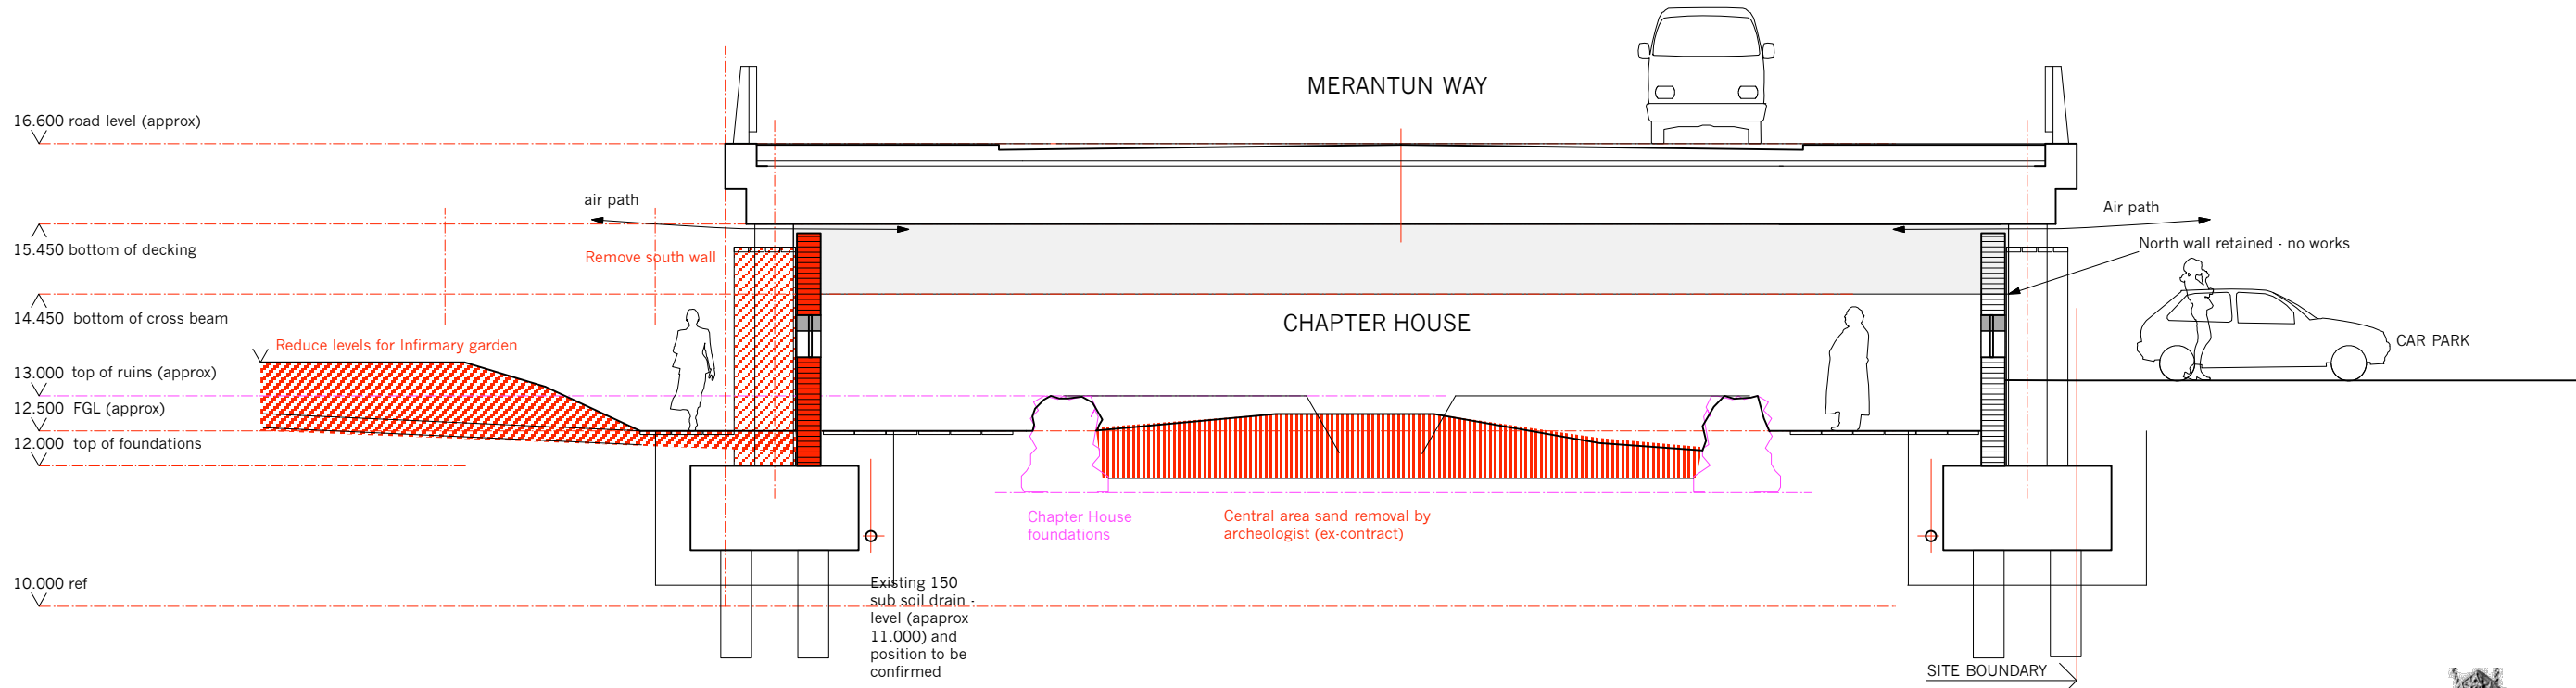 MERANTUN WAY
16.600 road level (approx)
air path
Air path
15.450 bottom of decking
Remove south wall
North wall retained - no works
14.450 bottom of cross beam
CHAPTER HOUSE
Reduce levels for Infirmary garden
CAR PARK
13.000 top of ruins (approx)
12.500 FGL (approx)
12.000 top of foundations
Chapter House
foundations
Central area sand removal by
archeologist (ex-contract)
10.000 ref
Existing 150
sub soil drain -
level (apaprox
11.000) and
position to be
confirmed
SITE BOUNDARY